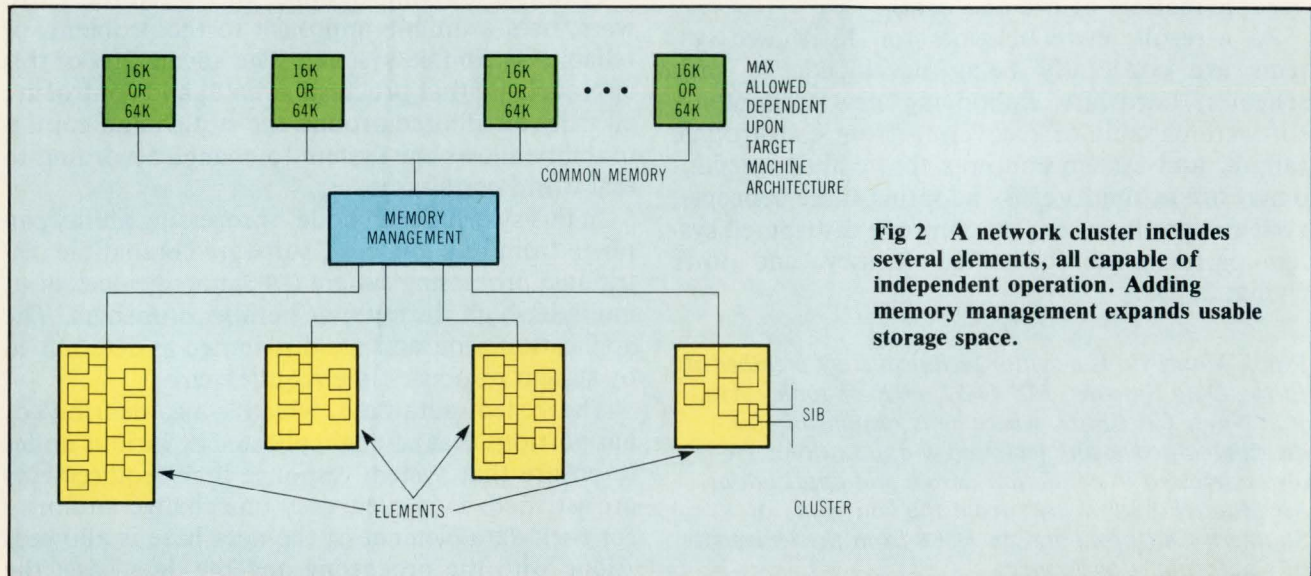 16K
OR
64K
16K
OR
64K
16K
OR
64K
• • •
16K
OR
64K
MAX
ALLOWED
DEPENDENT
UPON
TARGET
MACHINE
ARCHITECTURE
COMMON MEMORY
MEMORY
MANAGEMENT
Fig 2 A network cluster includes
several elements, all capable of
independent operation. Adding
memory management expands usable
storage space.
SIB
ELEMENTS
CLUSTER